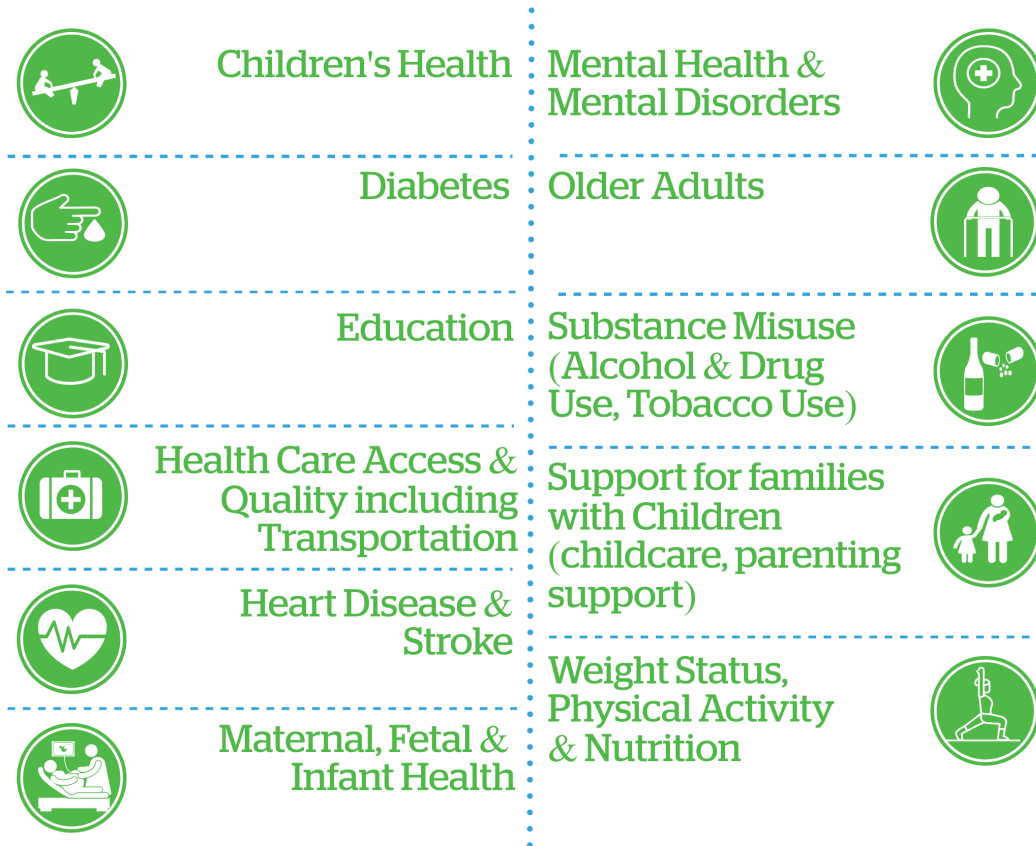 Children's Health
Diabetes
Education
Health Care Access &
Quality including
Transportation
Heart Disease &
Stroke
Maternal, Fetal &
Infant Health
Mental Health &
Mental Disorders
Older Adults
Substance Misuse
(Alcohol & Drug
Use, Tobacco Use)
Support for families
with Children
(childcare, parenting
support)
Weight Status,
Physical Activity
& Nutrition